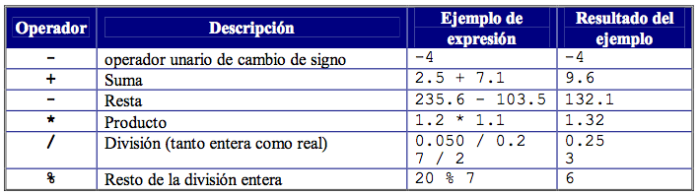 Operador Descripción Ejemplo de expresión Resultado del ejemplo
- operador unario de cambio de signo -4 -4
+ Suma 2.5 + 7.1 9.6
- Resta 235.6 - 103.5 132.1
* Producto 1.2 * 1.1 1.32
/ División (tanto entera como real) 0.050 / 0.2 0.25
7 / 2 3
% Resto de la división entera 20 % 7 6